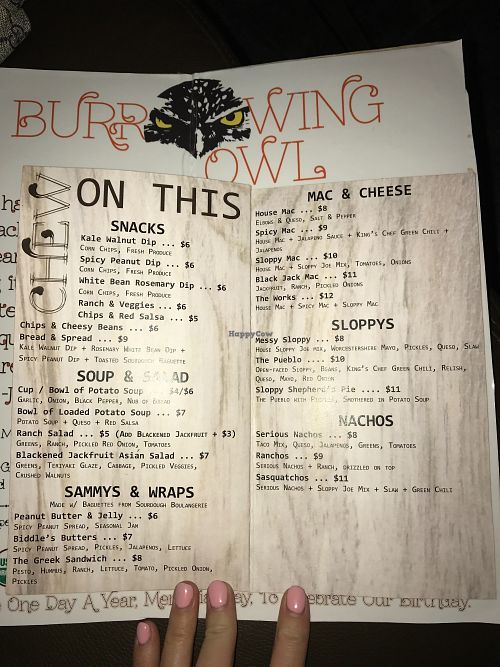 BURROWING
OWL
CHEW
ON THIS
SNACKS
Kale Walnut Dip ... $6
Corn Chips, Fresh Produce
Spicy Peanut Dip ... $6
Corn Chips, Fresh Produce
White Bean Rosemary Dip ... $6
Corn Chips, Fresh Produce
Ranch & Veggies ... $6
Chips & Red Salsa ... $5
Chips & Cheesy Beans ... $6
Bread & Spread ... $9
Kale Walnut Dip + Rosemary White Bean Dip +
Spicy Peanut Dip + Toasted Sourdough Baguette
SOUP & SALAD
Cup / Bowl of Potato Soup $4/$6
Garlic, Onion, Black Pepper, Nub of Bread
Bowl of Loaded Potato Soup ... $7
Potato Soup + Queso + Red Salsa
Ranch Salad ... $5 (Add Blackened Jackfruit + $3)
Greens, Ranch, Pickled Red Onion, Tomatoes
Blackened Jackfruit Asian Salad ... $7
Greens, Teriyaki Glaze, Cabbage, Pickled Veggies,
Crushed Walnuts
SAMMYS & WRAPS
Made w/ Baguettes from Sourdough Boulangerie
Peanut Butter & Jelly ... $6
Spicy Peanut Spread, Seasonal Jam
Biddle's Butters ... $7
Spicy Peanut Spread, Pickles, Jalapenos, Lettuce
The Greek Sandwich ... $8
Pesto, Hummus, Ranch, Lettuce, Tomato, Pickled Onion,
Pickles
MAC & CHEESE
House Mac ... $8
Elbows & Queso, Salt & Pepper
Spicy Mac ... $9
House Mac + Jalapeno Sauce + King's Chef Green Chile +
Jalapenos
Sloppy Mac ... $10
House Mac + Sloppy Joe Mix, Tomatoes, Onions
Black Jack Mac ... $11
Jackfruit, Ranch, Pickled Onions
The Works ... $12
House Mac + Spicy Mac + Sloppy Mac
SLOPPYS
Messy Sloppy ... $8
House Sloppy Joe mix, Worcestershire Mayo, Pickles, Queso, Slaw
The Pueblo .... $10
Open-faced Sloppy, Beans, King's Chef Green Chili, Relish,
Queso, Mayo, Red Onion
Sloppy Shepherd's Pie .... $11
The Pueblo with Pickles, Smothered in Potato Soup
NACHOS
Serious Nachos ... $8
Taco Mix, Queso, Jalapenos, Greens, Tomatoes
Ranchos ... $9
Serious Nachos + Ranch, drizzled on top
Sasquatchos ... $11
Serious Nachos + Sloppy Joe Mix + Slaw + Green Chili
HappyCow
One Day A Year, Memorial Day, To Celebrate Our Birthday.